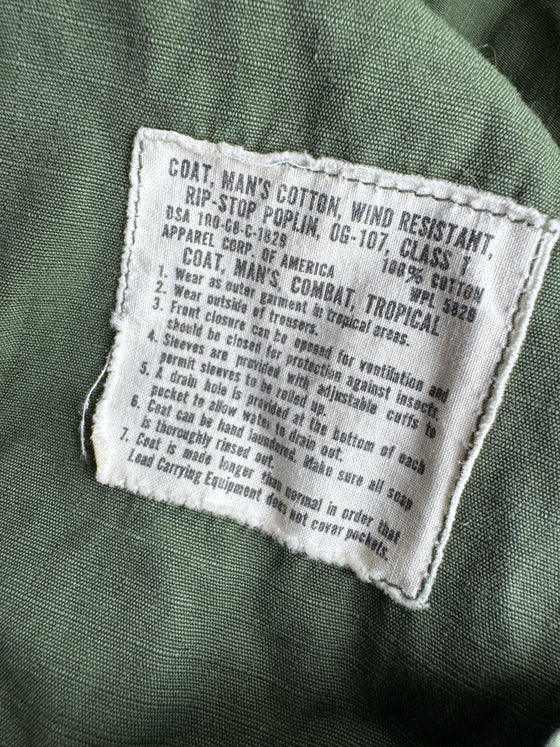 COAT, MAN'S COTTON, WIND RESISTANT,
RIP-STOP POPLIN, OG-107, CLASS 1
DSA 100-68-C-1828 100% COTTON
APPAREL CORP. OF AMERICA WPL 5828
COAT, MAN'S, COMBAT, TROPICAL
1. Wear as outer garment in tropical areas.
2. Wear outside of trousers.
3. Front closure can be opened for ventilation and
should be closed for protection against insects.
4. Sleeves are provided with adjustable cuffs to
permit sleeves to be rolled up.
5. A drain hole is provided at the bottom of each
pocket to allow water to drain out.
6. Coat can be hand laundered. Make sure all soap
is thoroughly rinsed out.
7. Coat is made longer than normal in order that
Load Carrying Equipment does not cover pockets.